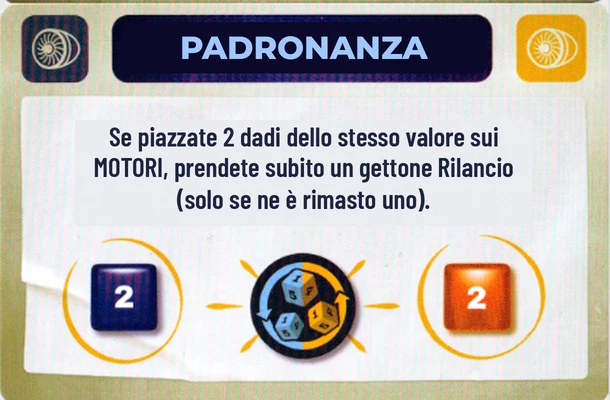 PADRONANZA
Se piazzate 2 dadi dello stesso valore sui
MOTORI, prendete subito un gettone Rilancio
(solo se ne è rimasto uno).
2
2